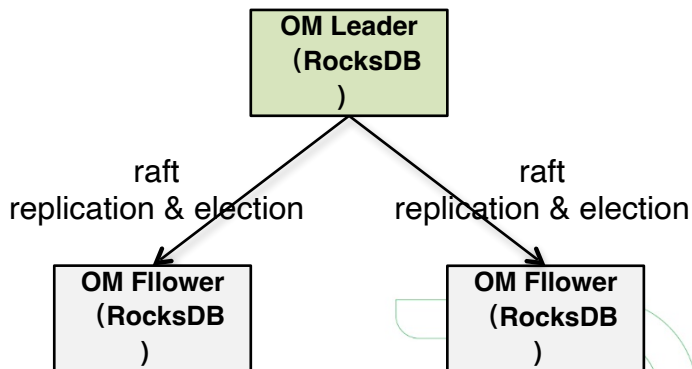 OM Leader
（RocksDB
）
raft
replication & election
raft
replication & election
OM Fllower
（RocksDB
）
OM Fllower
（RocksDB
）